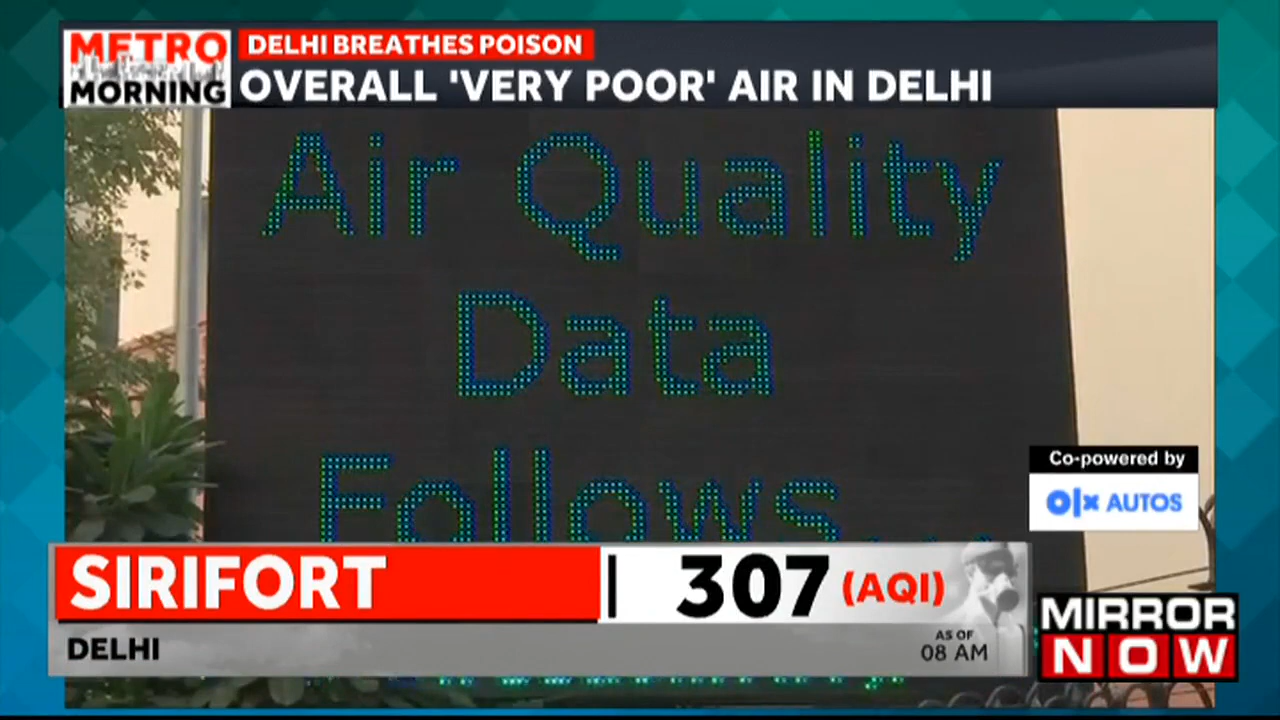 METRO
MORNING
DELHI BREATHES POISON
OVERALL 'VERY POOR' AIR IN DELHI
Air Quality
Data
Follows...
Co-powered by
olx AUTOS
SIRIFORT
307 (AQI)
DELHI
AS OF
08 AM
MIRROR
NOW